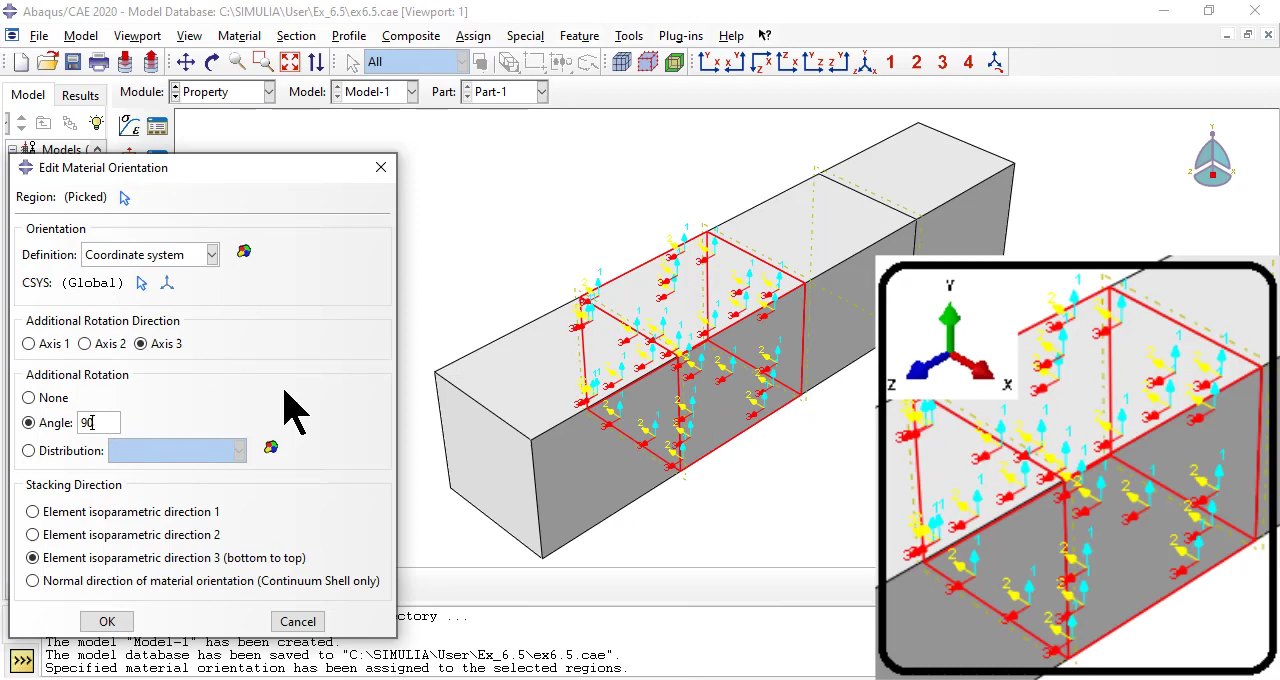 Abaqus/CAE 2020 - Model Database: C:\SIMULIA\User\Ex_6.5\ex6.5.cae [Viewport: 1]
File Model Viewport View Material Section Profile Composite Assign Special Feature Tools Plug-ins Help
All
1 2 3 4
Model Results
Module: Property Model: Model-1 Part: Part-1
Models (
Edit Material Orientation
Region: (Picked)
Orientation
Definition: Coordinate system
CSYS: (Global)
Additional Rotation Direction
Axis 1 Axis 2 Axis 3
Additional Rotation
None
Angle: 90
Distribution:
Stacking Direction
Element isoparametric direction 1
Element isoparametric direction 2
Element isoparametric direction to top)
Normal direction of material orientation (Continuum Shell only)
OK Cancel
Y
Z X
ctory ...
The model "Model-1" has been created.
The model database has been saved to "C:\SIMULIA\User\Ex_6.5\ex6.5.cae".
Specified material orientation has been assigned to the selected regions.